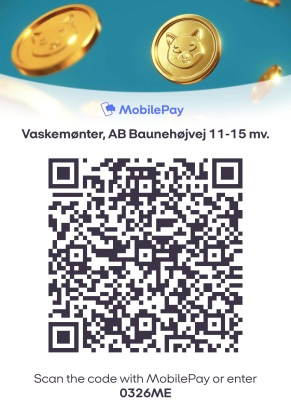 MobilePay
Vaskemønter, AB Baunehøjvej 11-15 mv.
Scan the code with MobilePay or enter
0326ME